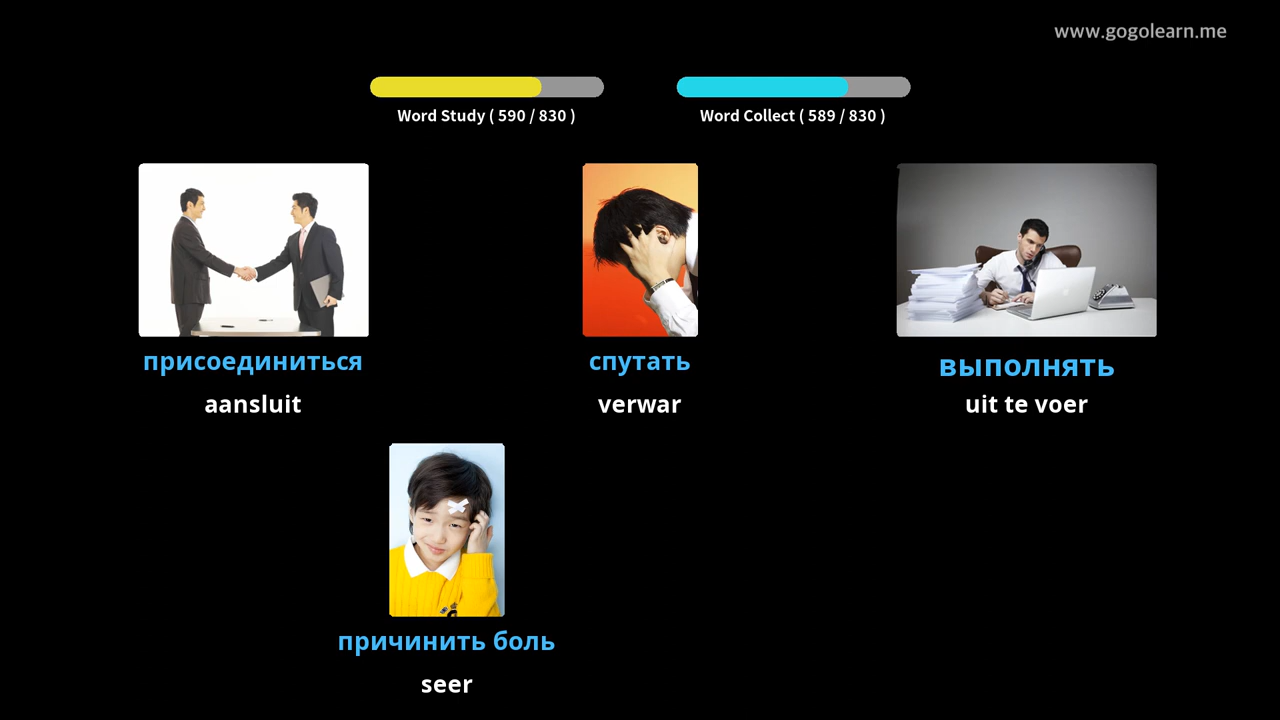 www.gogolearn.me
Word Study ( 590 / 830 )
Word Collect ( 589 / 830 )
присоединиться
спутать
выполнять
aansluit
verwar
uit te voer
причинить боль
seer